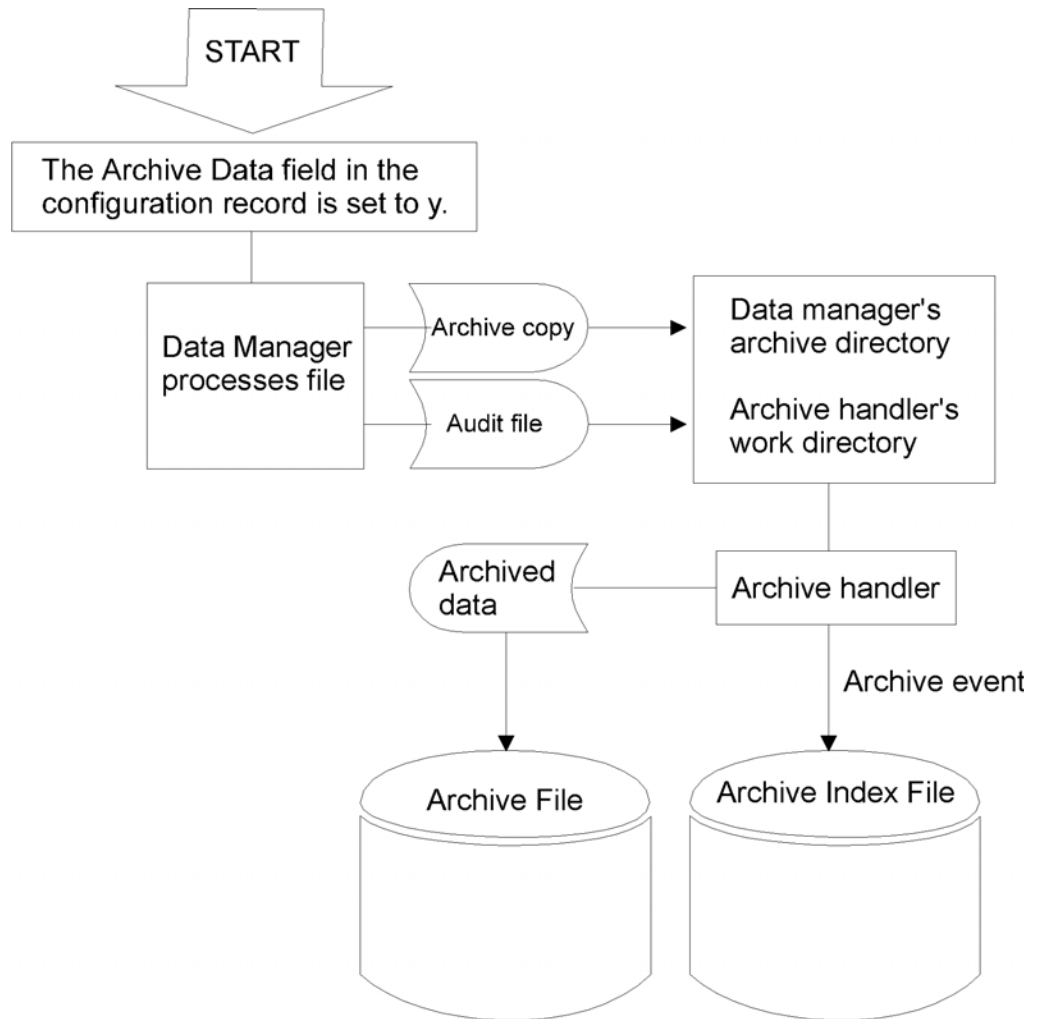 START
The Archive Data field in the
configuration record is set to y.
Data Manager
processes file
Archive copy
Audit file
Data manager's
archive directory
Archive handler's
work directory
Archived
data
Archive handler
Archive event
Archive File
Archive Index File